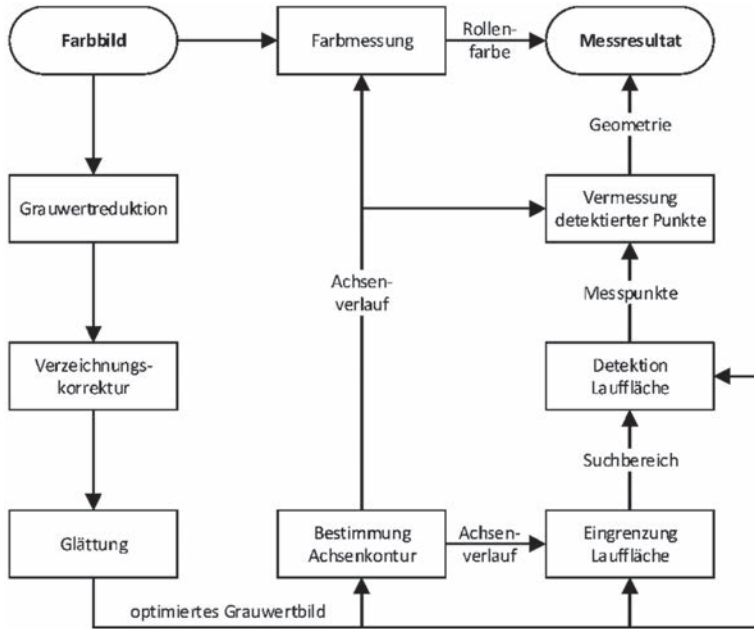 Farbbild
Farbmessung
Rollen-
farbe
Messresultat
Geometrie
Grauwertreduktion
Vermessung
detektierter Punkte
Achsen-
verlauf
Messpunkte
Verzeichnungs-
korrektur
Detektion
Lauffläche
Suchbereich
Glättung
Bestimmung
Achsenkontur
Achsen-
verlauf
Eingrenzung
Lauffläche
optimiertes Grauwertbild